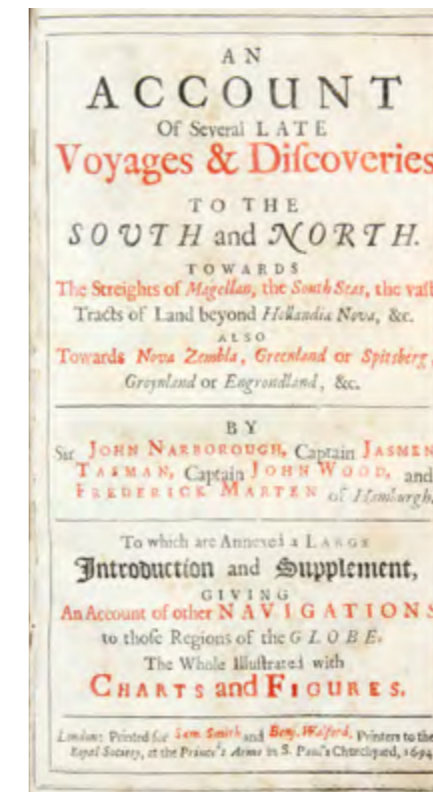 AN
ACCOUNT
Of Several LATE
Voyages & Diſcoveries
TO THE
SOUTH and NORTH.
TOWARDS
The Streights of Magellan, the South Seas, the vaſt
Tracts of Land beyond Hollandia Nova, &c.
ALSO
Towards Nova Zembla, Greenland or Spitsberg,
Groynland or Engrondland, &c.
BY
Sir JOHN NARBOROUGH, Captain JASMEN
TASMAN, Captain JOHN WOOD, and
FREDERICK MARTEN of Hamburgh.
To which are Annexed a LARGE
Introduction and Supplement,
GIVING
An Account of other NAVIGATIONS
to thoſe Regions of the GLOBE.
The Whole Illuſtrated with
CHARTS and FIGURES.
London: Printed for Sam. Smith and Benj. Walford, Printers to the
Royal Society, at the Prince's Arms in S. Paul's Churchyard, 1694